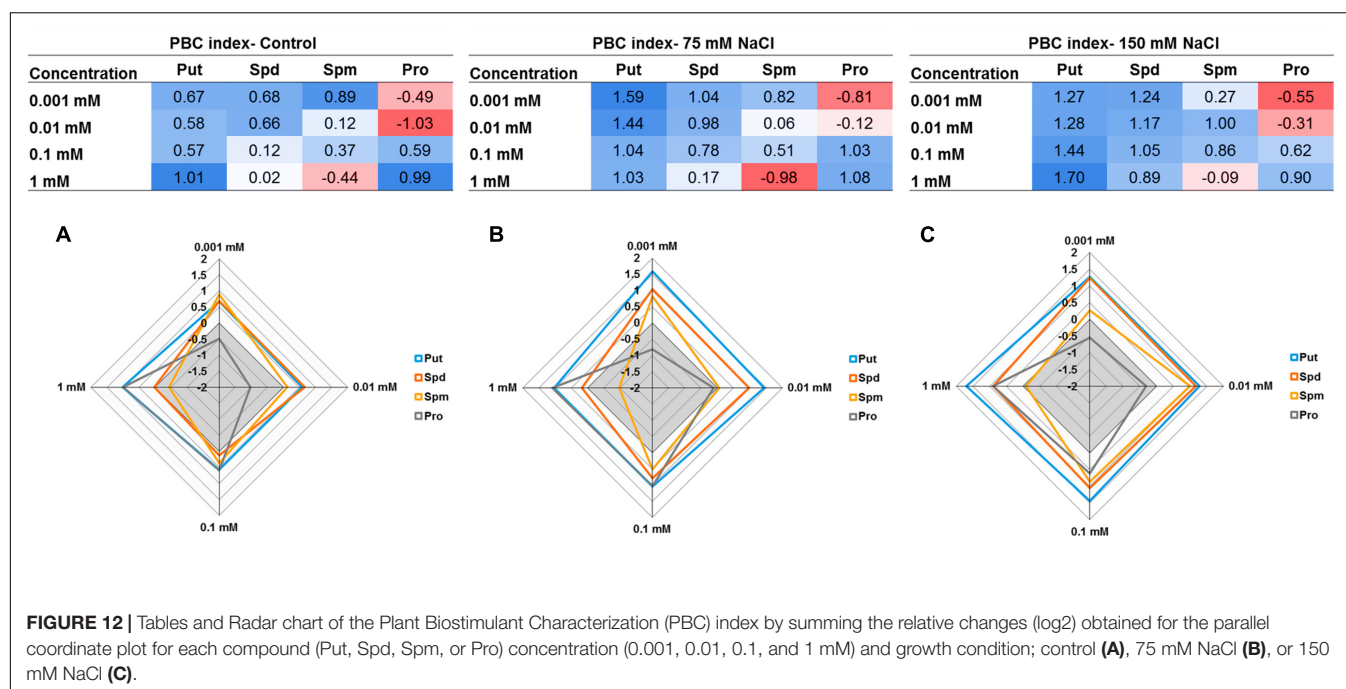 PBC index- Control
Concentration Put Spd Spm Pro
0.001 mM 0.67 0.68 0.89 -0.49
0.01 mM 0.58 0.66 0.12 -1.03
0.1 mM 0.57 0.12 0.37 0.59
1 mM 1.01 0.02 -0.44 0.99
PBC index- 75 mM NaCl
Concentration Put Spd Spm Pro
0.001 mM 1.59 1.04 0.82 -0.81
0.01 mM 1.44 0.98 0.06 -0.12
0.1 mM 1.04 0.78 0.51 1.03
1 mM 1.03 0.17 -0.98 1.08
PBC index- 150 mM NaCl
Concentration Put Spd Spm Pro
0.001 mM 1.27 1.24 0.27 -0.55
0.01 mM 1.28 1.17 1.00 -0.31
0.1 mM 1.44 1.05 0.86 0.62
1 mM 1.70 0.89 -0.09 0.90
A
0.001 mM
2
1.5
1
0.5
0
-0.5
-1
-1.5
-2
1 mM
0.01 mM
0.1 mM
Put
Spd
Spm
Pro
B
0.001 mM
2
1.5
1
0.5
0
-0.5
-1
-1.5
-2
1 mM
0.01 mM
0.1 mM
Put
Spd
Spm
Pro
C
0.001 mM
2
1.5
1
0.5
0
-0.5
-1
-1.5
-2
1 mM
0.01 mM
0.1 mM
Put
Spd
Spm
Pro
FIGURE 12 | Tables and Radar chart of the Plant Biostimulant Characterization (PBC) index by summing the relative changes (log2) obtained for the parallel
coordinate plot for each compound (Put, Spd, Spm, or Pro) concentration (0.001, 0.01, 0.1, and 1 mM) and growth condition; control (A), 75 mM NaCl (B), or 150
mM NaCl (C).